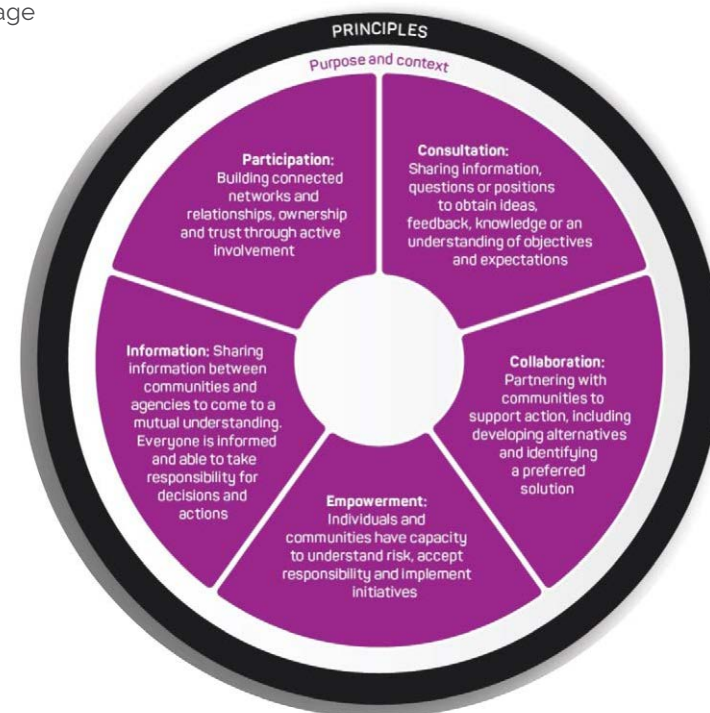 age
PRINCIPLES
Purpose and context
Participation:
Building connected
networks and
relationships, ownership
and trust through active
involvement
Consultation:
Sharing information,
questions or positions
to obtain ideas,
feedback, knowledge or an
understanding of objectives
and expectations
Information: Sharing
information between
communities and
agencies to come to a
mutual understanding.
Everyone is informed
and able to take
responsibility for
decisions and
actions
Collaboration:
Partnering with
communities to
support action, including
developing alternatives
and identifying
a preferred
solution
Empowerment:
Individuals and
communities have capacity
to understand risk, accept
responsibility and implement
initiatives